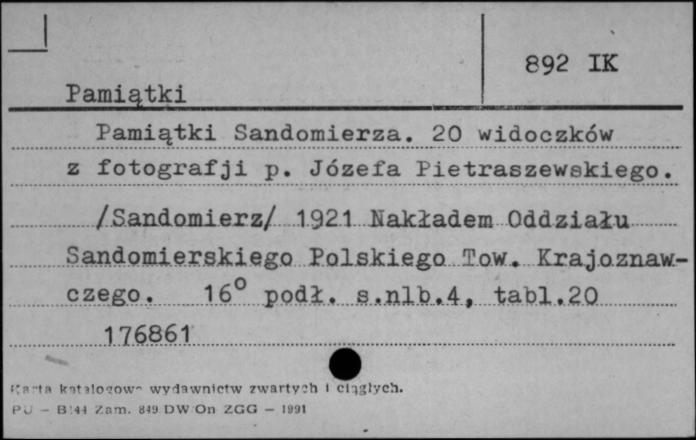 892 IK
Pamiątki
Pamiątki Sandomierza. 20 widoczków
z fotografji p. Józefa Pietraszewskiego.
/Sandomierz/ 1921 Nakładem Oddziału
Sandomierskiego Polskiego Tow. Krajoznaw-
czego. 16° podł. s.nlb.4, tabl.20
176861
Karta katalogowa wydawnictw zwartych i ciągłych.
PU - B144 Zam. 849 DW/On ZGG - 1991